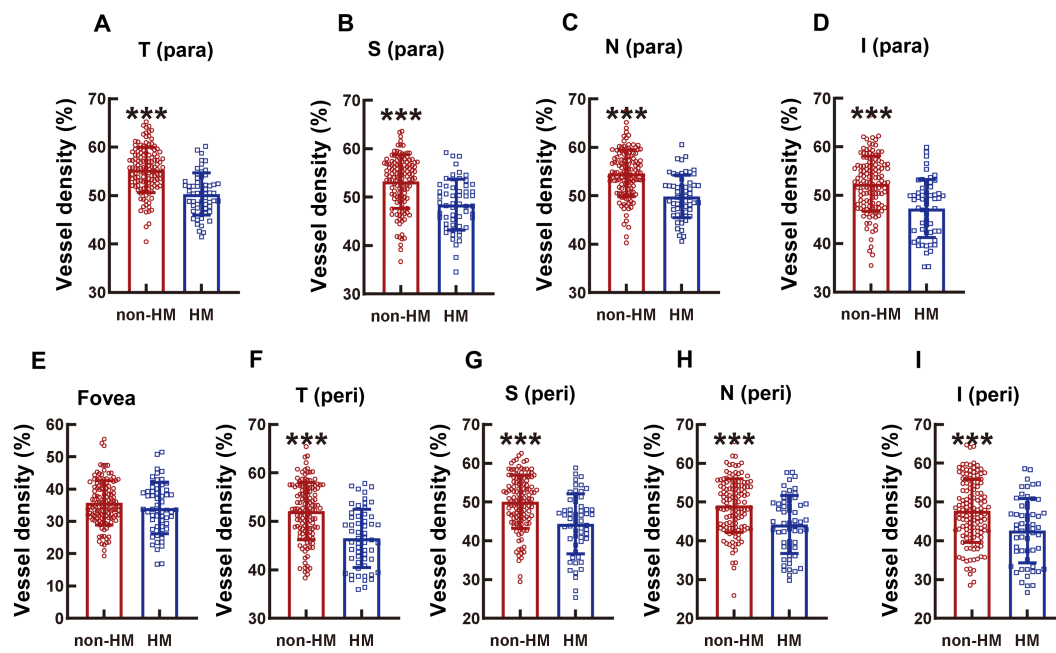 A
B
C
D
T (para)
S (para)
N (para)
I (para)
Vessel density (%)
70
60
50
40
30
***
non-HM HM
Vessel density (%)
70
60
50
40
30
***
non-HM HM
Vessel density (%)
70
60
50
40
30
***
non-HM HM
Vessel density (%)
70
60
50
40
30
***
non-HM HM
E
F
G
H
I
Fovea
T (peri)
S (peri)
N (peri)
I (peri)
Vessel density (%)
60
50
40
30
20
10
0
non-HM HM
Vessel density (%)
70
60
50
40
30
***
non-HM HM
Vessel density (%)
70
60
50
40
30
20
***
non-HM HM
Vessel density (%)
70
60
50
40
30
20
***
non-HM HM
Vessel density (%)
70
60
50
40
30
20
***
non-HM HM